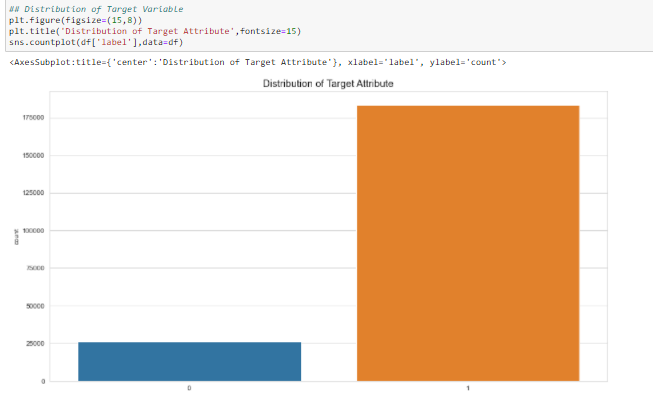 ## Distribution of Target Variable
plt.figure(figsize=(15,8))
plt.title('Distribution of Target Attribute',fontsize=15)
sns.countplot(df['label'],data=df)
<AxesSubplot:title={'center':'Distribution of Target Attribute'}, xlabel='label', ylabel='count'>
Distribution of Target Attribute
175000
150000
125000
100000
75000
50000
25000
0
count
0 1